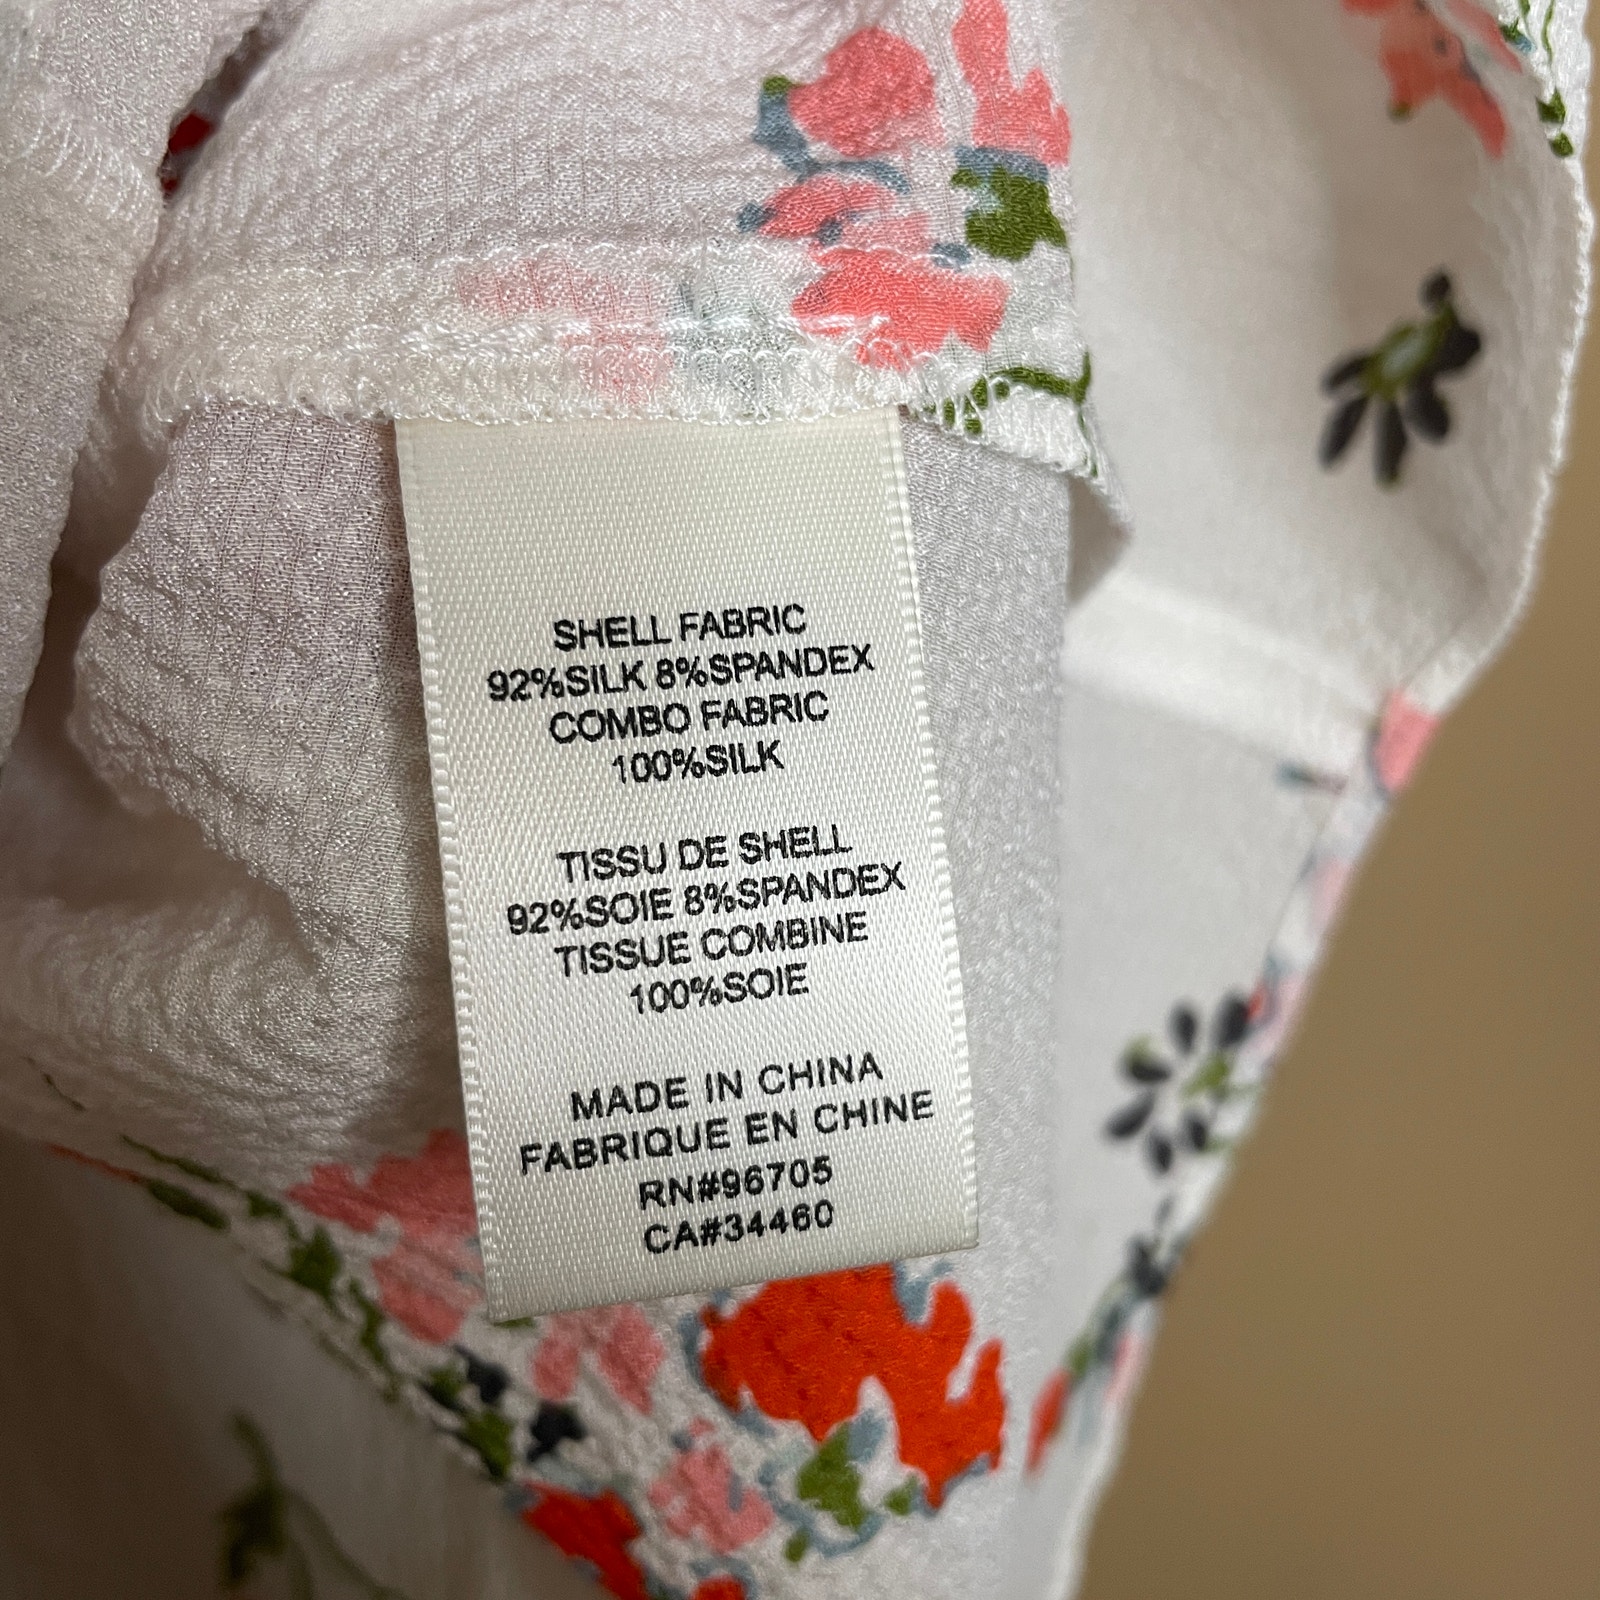 SHELL FABRIC
92%SILK 8%SPANDEX
COMBO FABRIC
100%SILK
TISSU DE SHELL
92%SOIE 8%SPANDEX
TISSUE COMBINE
100%SOIE
MADE IN CHINA
FABRIQUE EN CHINE
RN#96705
CA#34460